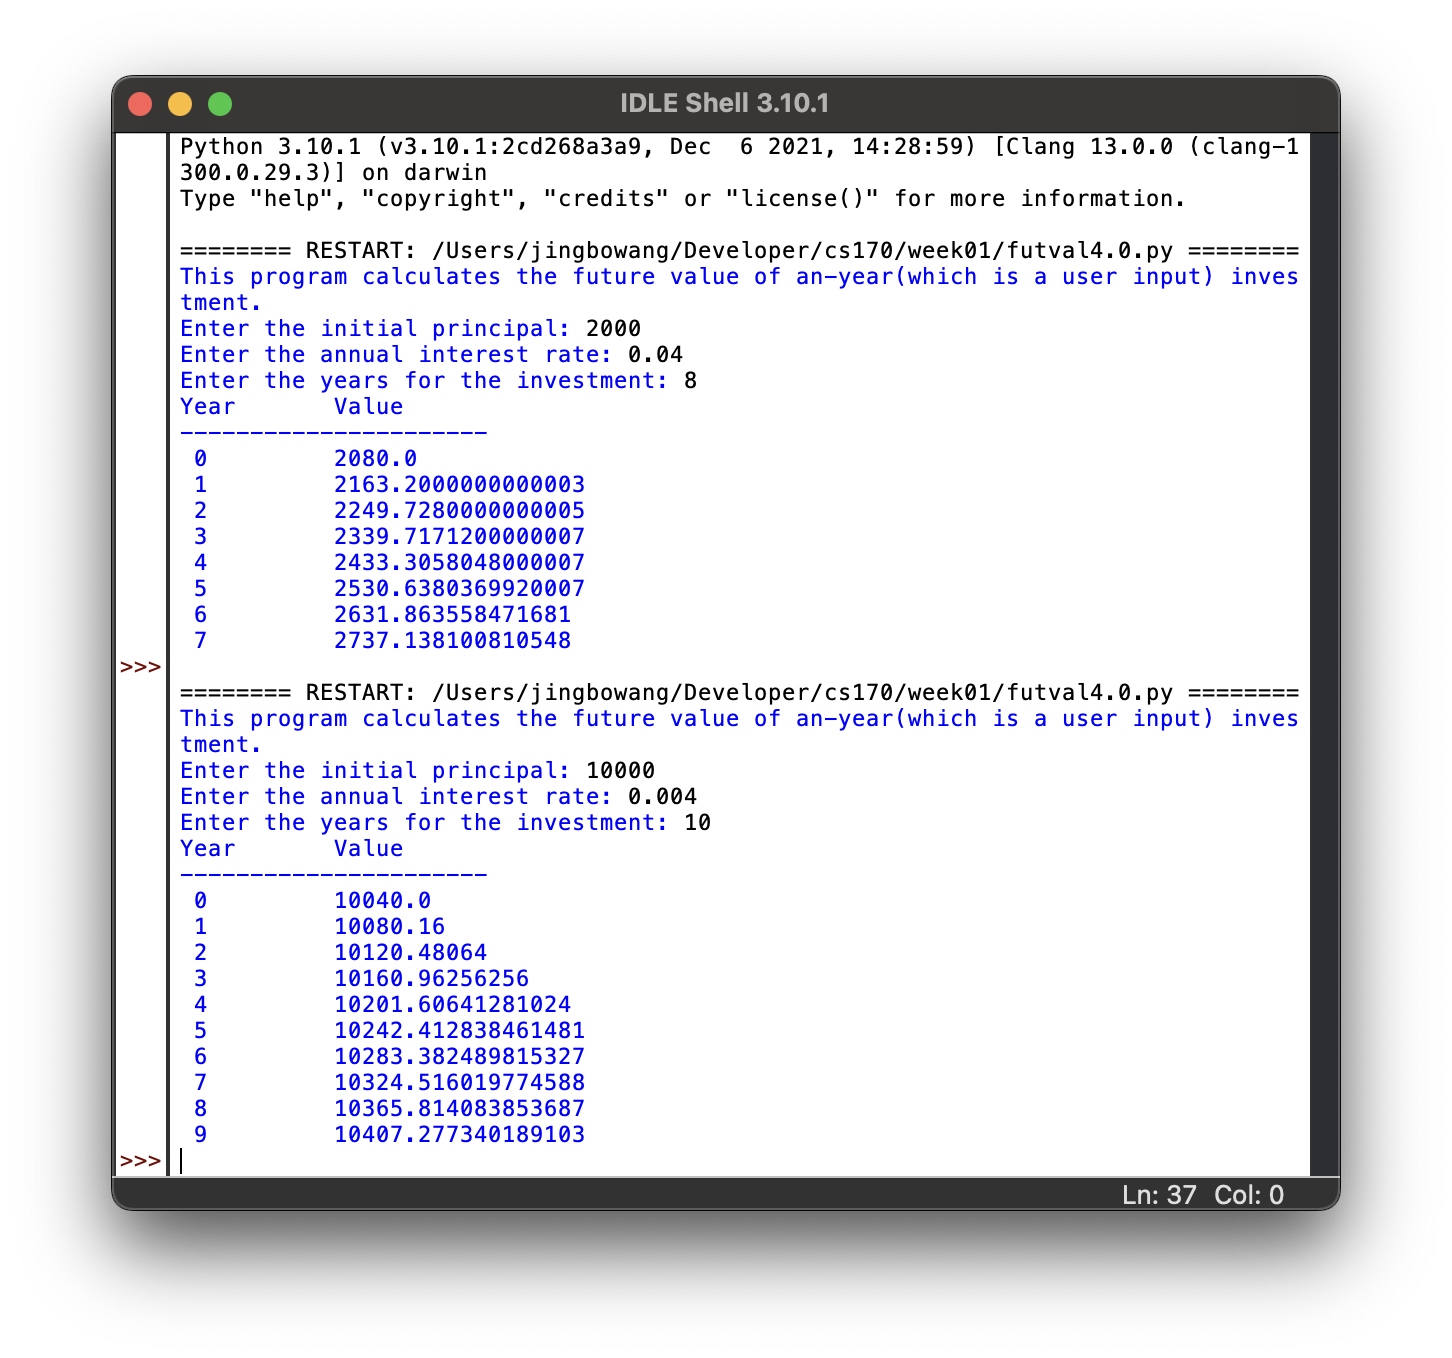 IDLE Shell 3.10.1
Python 3.10.1 (v3.10.1:2cd268a3a9, Dec  6 2021, 14:28:59) [Clang 13.0.0 (clang-1
300.0.29.3)] on darwin
Type "help", "copyright", "credits" or "license()" for more information.
======== RESTART: /Users/jingbowang/Developer/cs170/week01/futval4.0.py ========
This program calculates the future value of an-year(which is a user input) inves
tment.
Enter the initial principal: 2000
Enter the annual interest rate: 0.04
Enter the years for the investment: 8
Year       Value
----------------------
 0         2080.0
 1         2163.2000000000003
 2         2249.7280000000005
 3         2339.7171200000007
 4         2433.3058048000007
 5         2530.6380369920007
 6         2631.863558471681
 7         2737.138100810548
>>>
======== RESTART: /Users/jingbowang/Developer/cs170/week01/futval4.0.py ========
This program calculates the future value of an-year(which is a user input) inves
tment.
Enter the initial principal: 10000
Enter the annual interest rate: 0.004
Enter the years for the investment: 10
Year       Value
----------------------
 0         10040.0
 1         10080.16
 2         10120.48064
 3         10160.96256256
 4         10201.60641281024
 5         10242.412838461481
 6         10283.382489815327
 7         10324.516019774588
 8         10365.814083853687
 9         10407.277340189103
>>>
Ln: 37  Col: 0